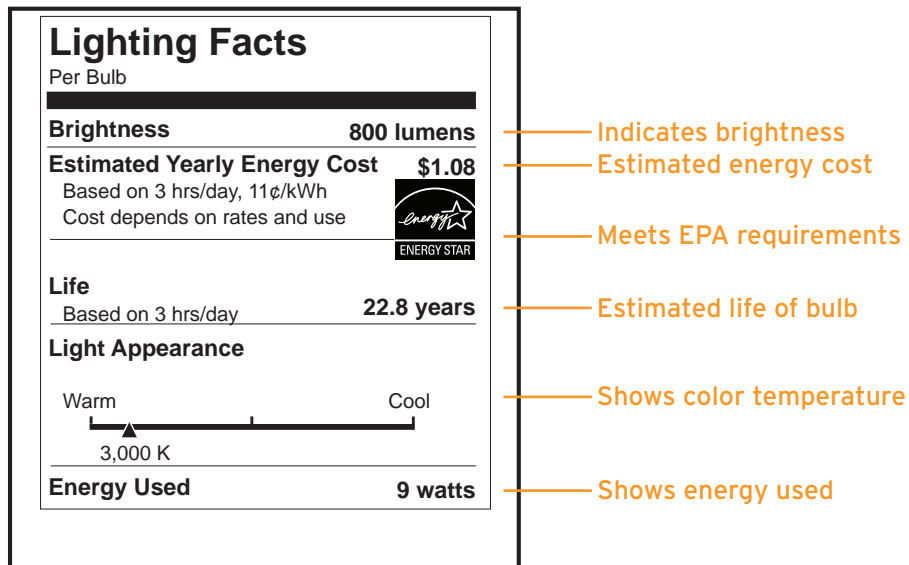 Lighting Facts
Per Bulb
Brightness 800 lumens
Indicates brightness
Estimated Yearly Energy Cost $1.08
Estimated energy cost
Based on 3 hrs/day, 11¢/kWh
Cost depends on rates and use
energy
ENERGY STAR
Meets EPA requirements
Life
Based on 3 hrs/day 22.8 years
Estimated life of bulb
Light Appearance
Warm Cool
3,000 K
Shows color temperature
Energy Used 9 watts
Shows energy used